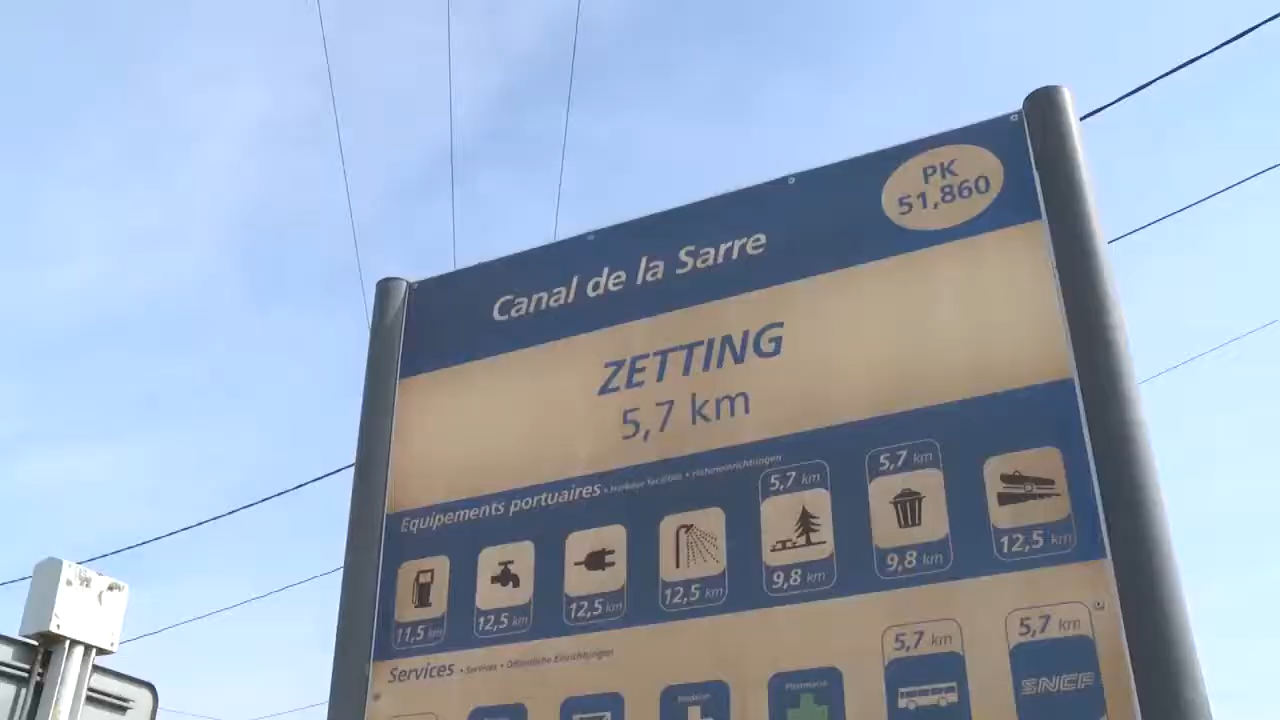 PK
51,860
Canal de la Sarre
ZETTING
5,7 km
Equipements portuaires • Harbour facilities • Hafeneinrichtungen
5,7 km
5,7 km
11,5 km
12,5 km
12,5 km
12,5 km
9,8 km
9,8 km
12,5 km
Services • Services • Öffentliche Einrichtungen
5,7 km
5,7 km
Pharmacie
SNCF